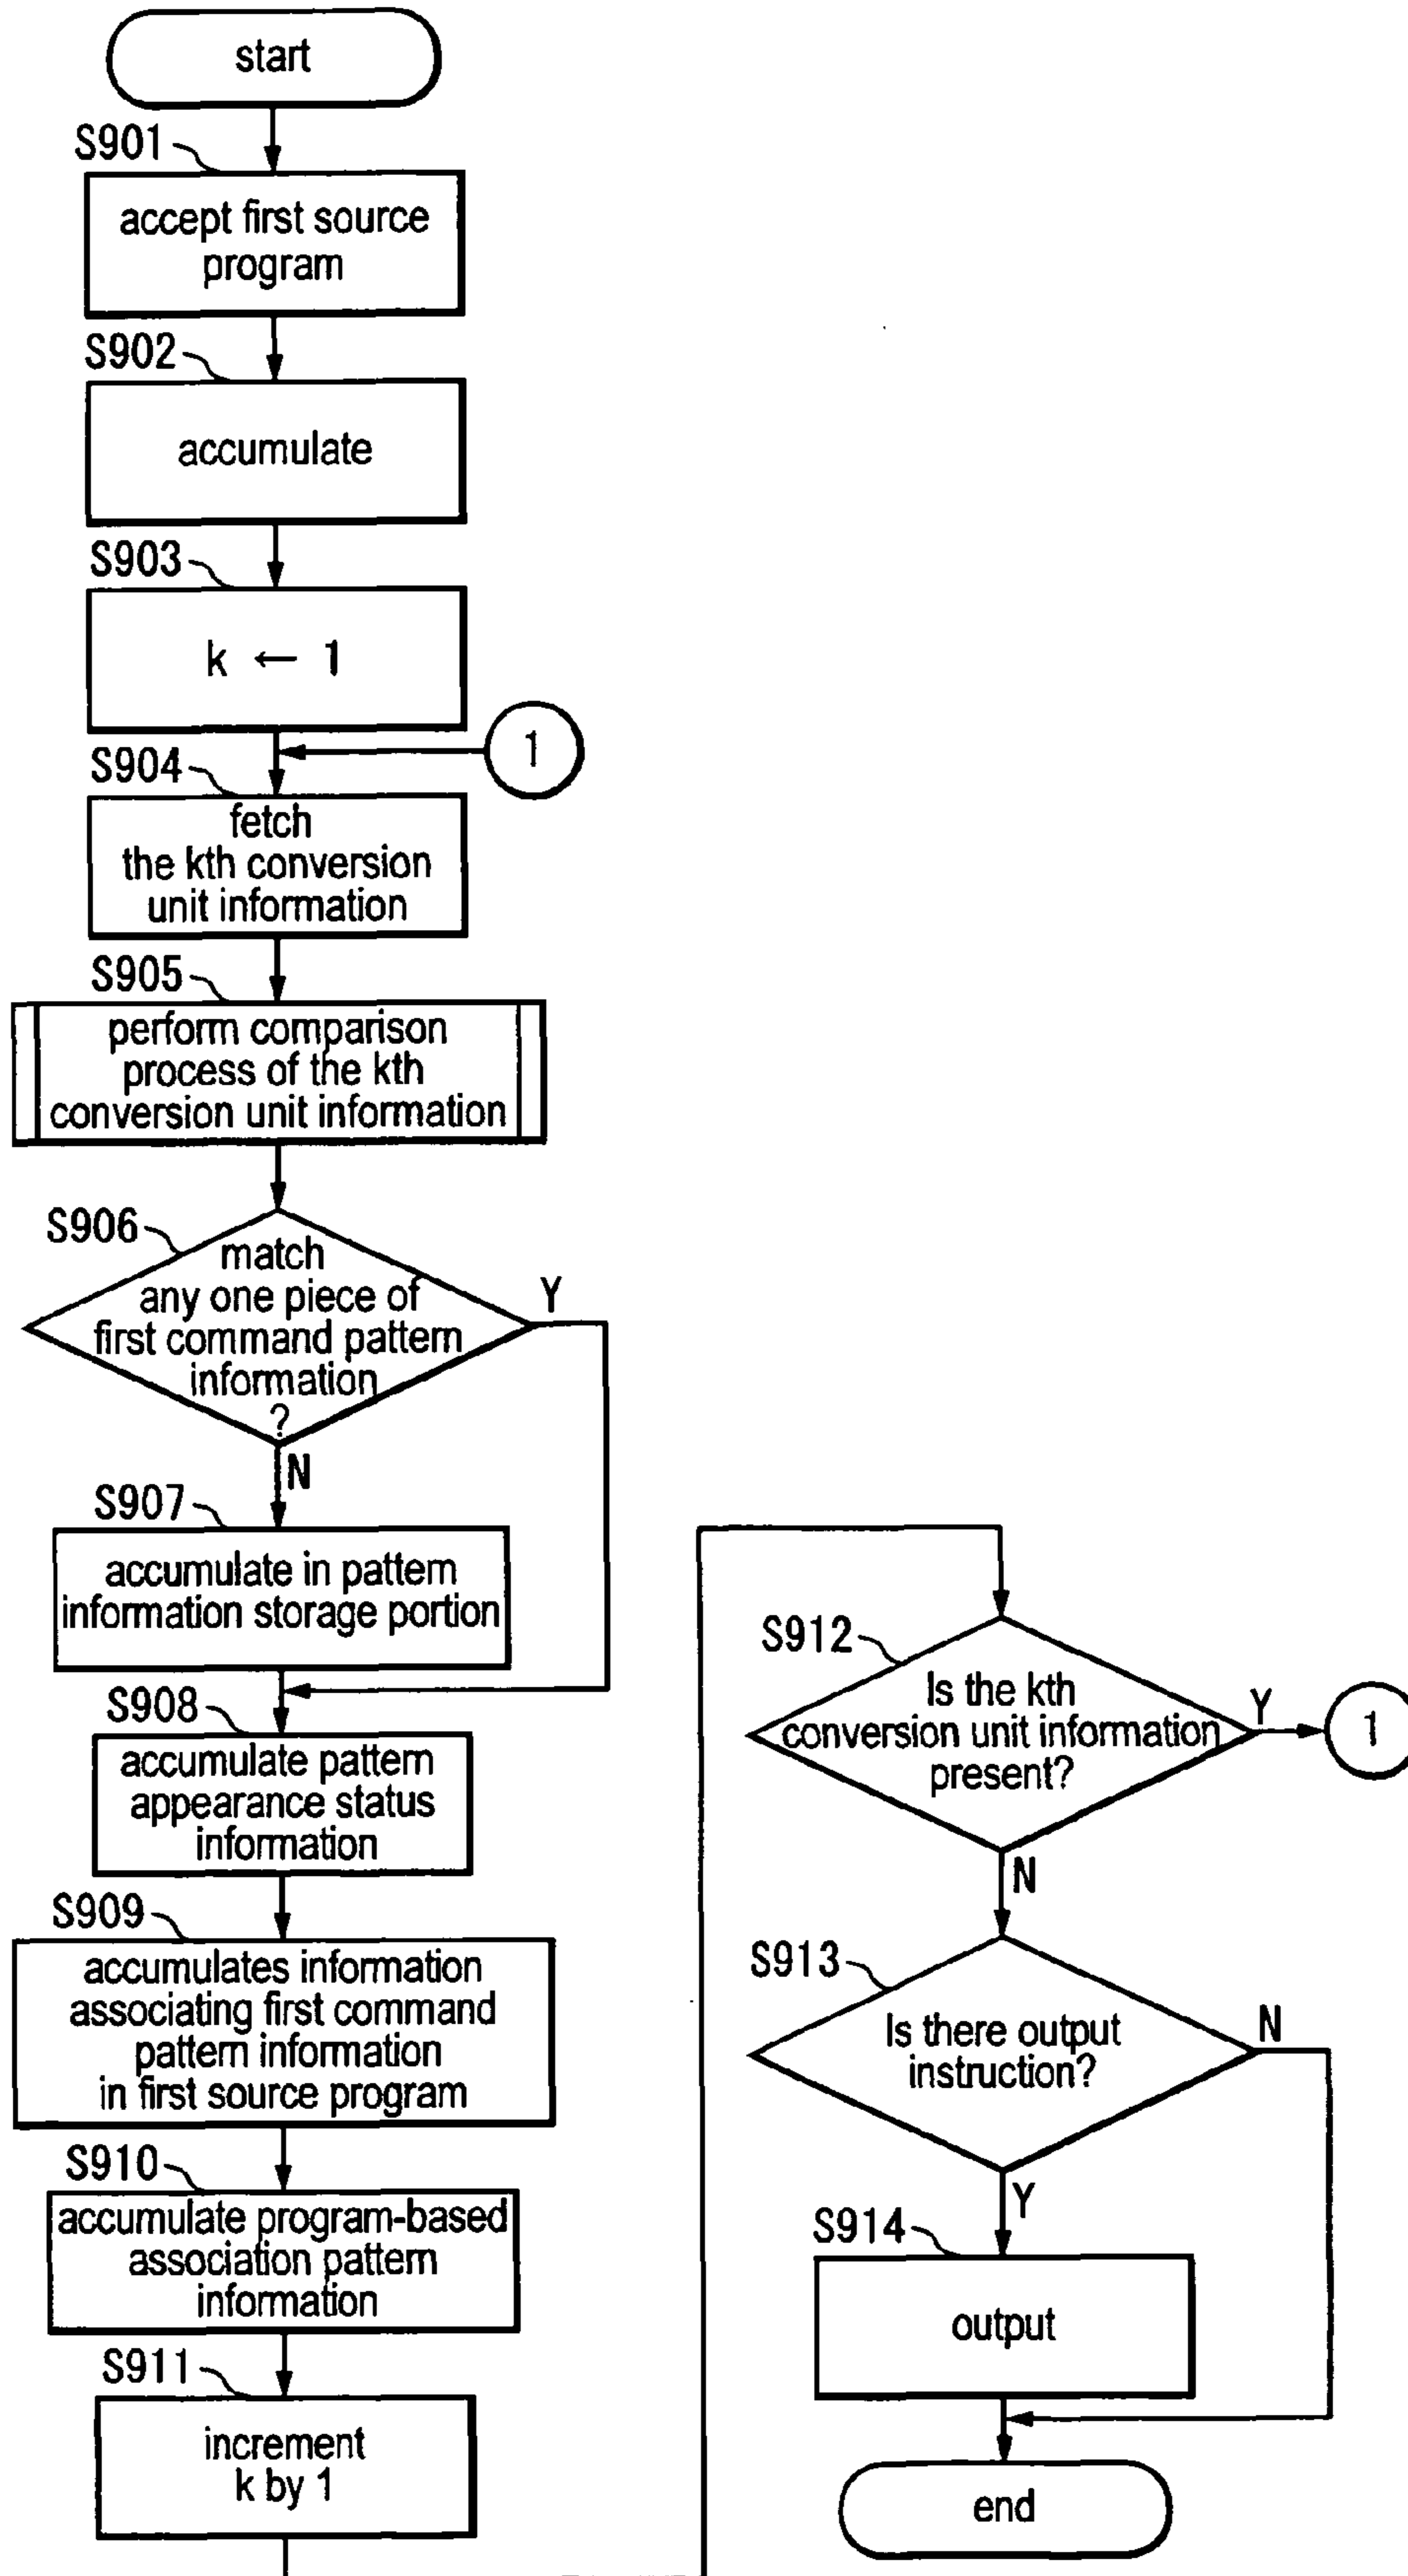 start
S901
accept first source
program
S902
accumulate
S903
k ← 1
1
S904
fetch
the kth conversion
unit information
S905
perform comparison
process of the kth
conversion unit information
S906
match
any one piece of
first command pattern
information
?
Y
N
S907
accumulate in pattern
information storage portion
S908
accumulate pattern
appearance status
information
S909
accumulates information
associating first command
pattern information
in first source program
S910
accumulate program-based
association pattern
information
S911
increment
k by 1
S912
Is the kth
conversion unit information
present?
Y
1
N
S913
Is there output
instruction?
N
Y
S914
output
end